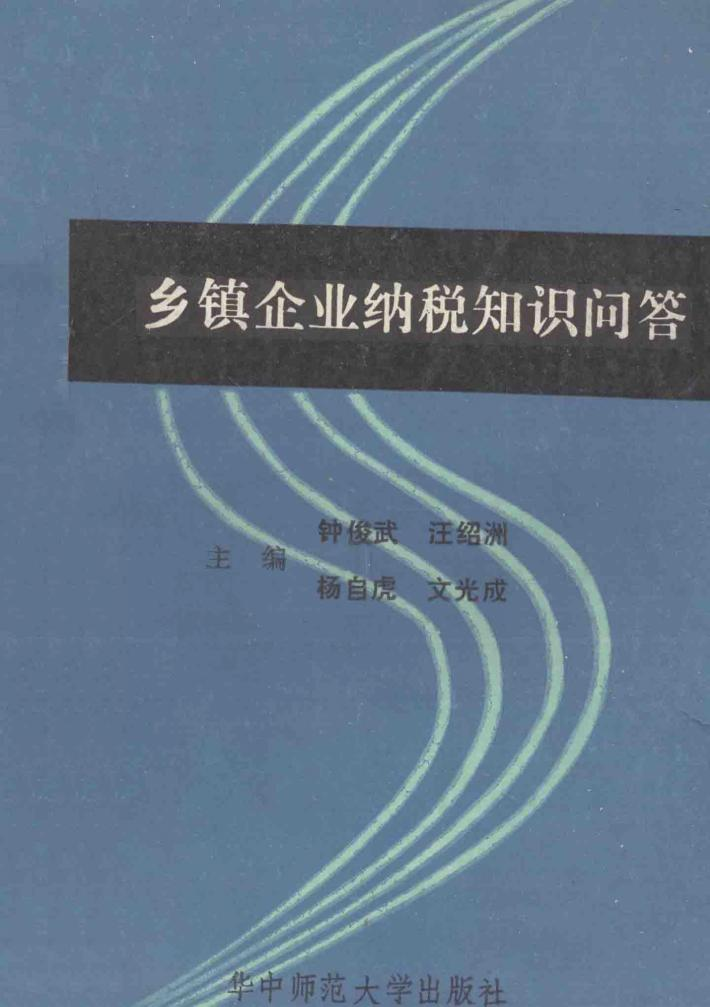 乡镇企业纳税知识问答
钟俊武 汪绍洲
主编
杨自虎 文光成
华中师范大学出版社